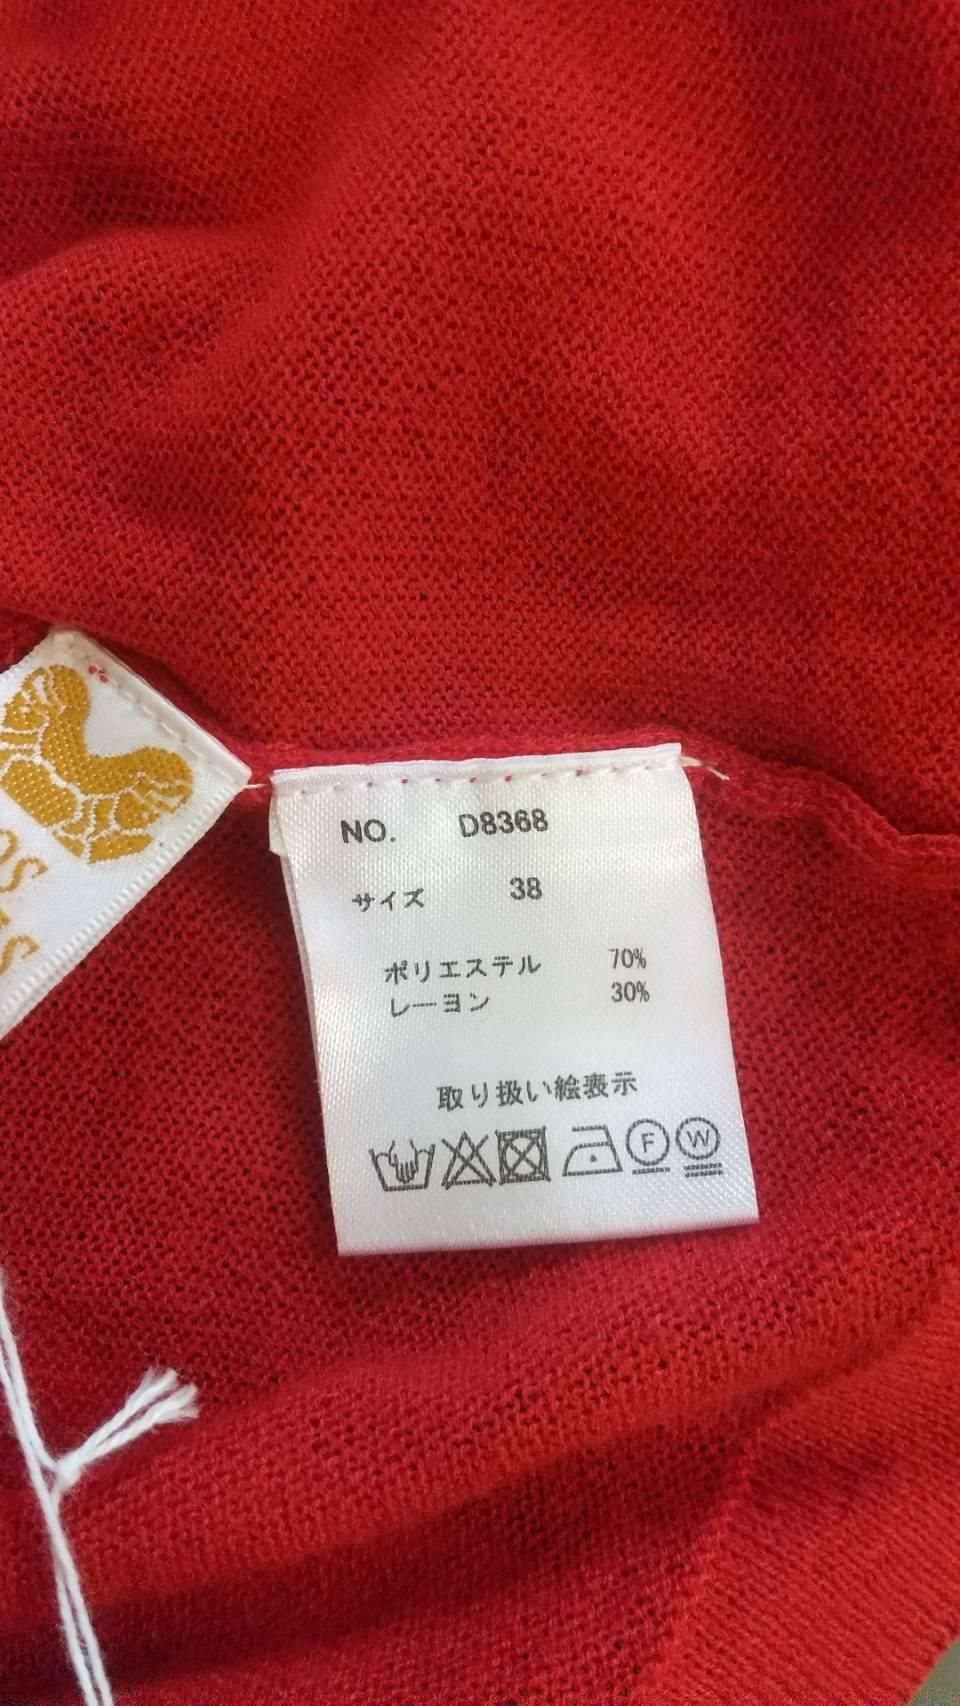 NO. D8368
サイズ 38
ポリエステル 70%
レーヨン 30%
取り扱い絵表示
F W